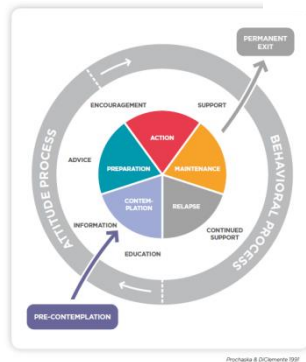 PERMANENT
EXIT
ENCOURAGEMENT
SUPPORT
ACTION
ATTITUDE PROCESS
BEHAVIORAL PROCESS
ADVICE
PREPARATION
MAINTENANCE
CONTEM-
PLATION
RELAPSE
INFORMATION
CONTINUED
SUPPORT
EDUCATION
PRE-CONTEMPLATION
Prochaska & DiClemente 1991